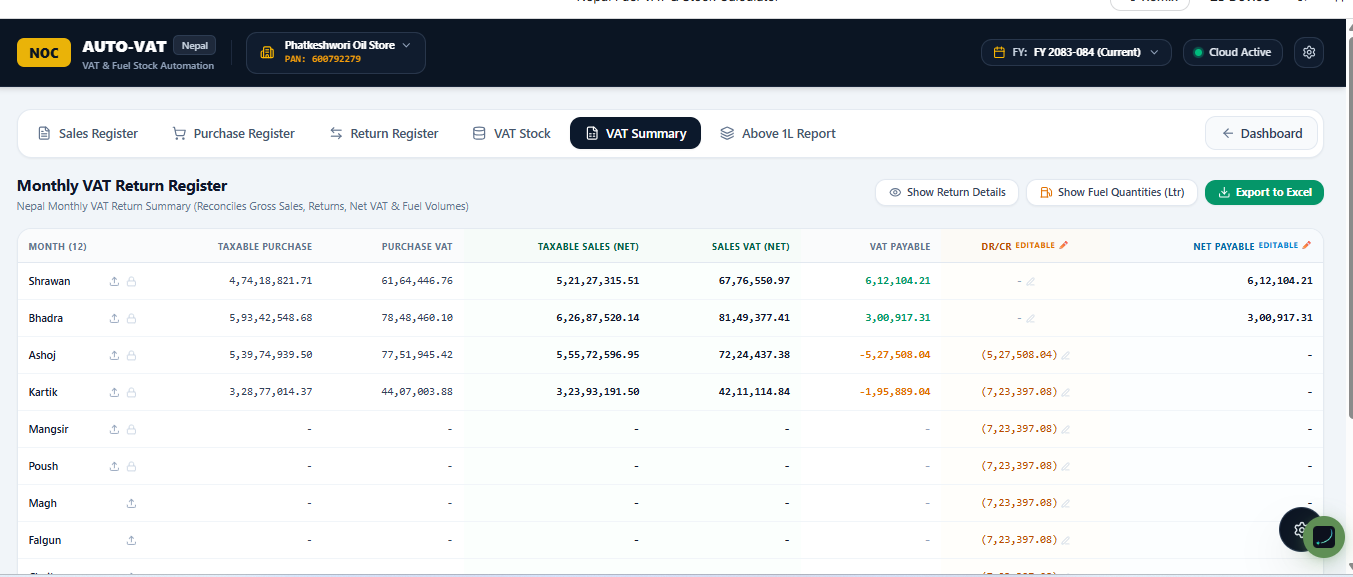 NOC
AUTO-VAT Nepal
VAT & Fuel Stock Automation
Phatkeshwori Oil Store
PAN: 600792279
FY: FY 2083-084 (Current)
Cloud Active
Sales Register
Purchase Register
Return Register
VAT Stock
VAT Summary
Above 1L Report
Dashboard
Monthly VAT Return Register
Nepal Monthly VAT Return Summary (Reconciles Gross Sales, Returns, Net VAT & Fuel Volumes)
Show Return Details
Show Fuel Quantities (Ltr)
Export to Excel
MONTH (12) TAXABLE PURCHASE PURCHASE VAT TAXABLE SALES (NET) SALES VAT (NET) VAT PAYABLE DR/CR EDITABLE NET PAYABLE EDITABLE
Shrawan 4,74,18,821.71 61,64,446.76 5,21,27,315.51 67,76,550.97 6,12,104.21 - 6,12,104.21
Bhadra 5,93,42,548.68 78,48,460.10 6,26,87,520.14 81,49,377.41 3,00,917.31 - 3,00,917.31
Ashoj 5,39,74,939.50 77,51,945.42 5,55,72,596.95 72,24,437.38 -5,27,508.04 (5,27,508.04) -
Kartik 3,28,77,014.37 44,07,003.88 3,23,93,191.50 42,11,114.84 -1,95,889.04 (7,23,397.08) -
Mangsir - - - - - (7,23,397.08) -
Poush - - - - - (7,23,397.08) -
Magh - - - - - (7,23,397.08) -
Falgun - - - - - (7,23,397.08)